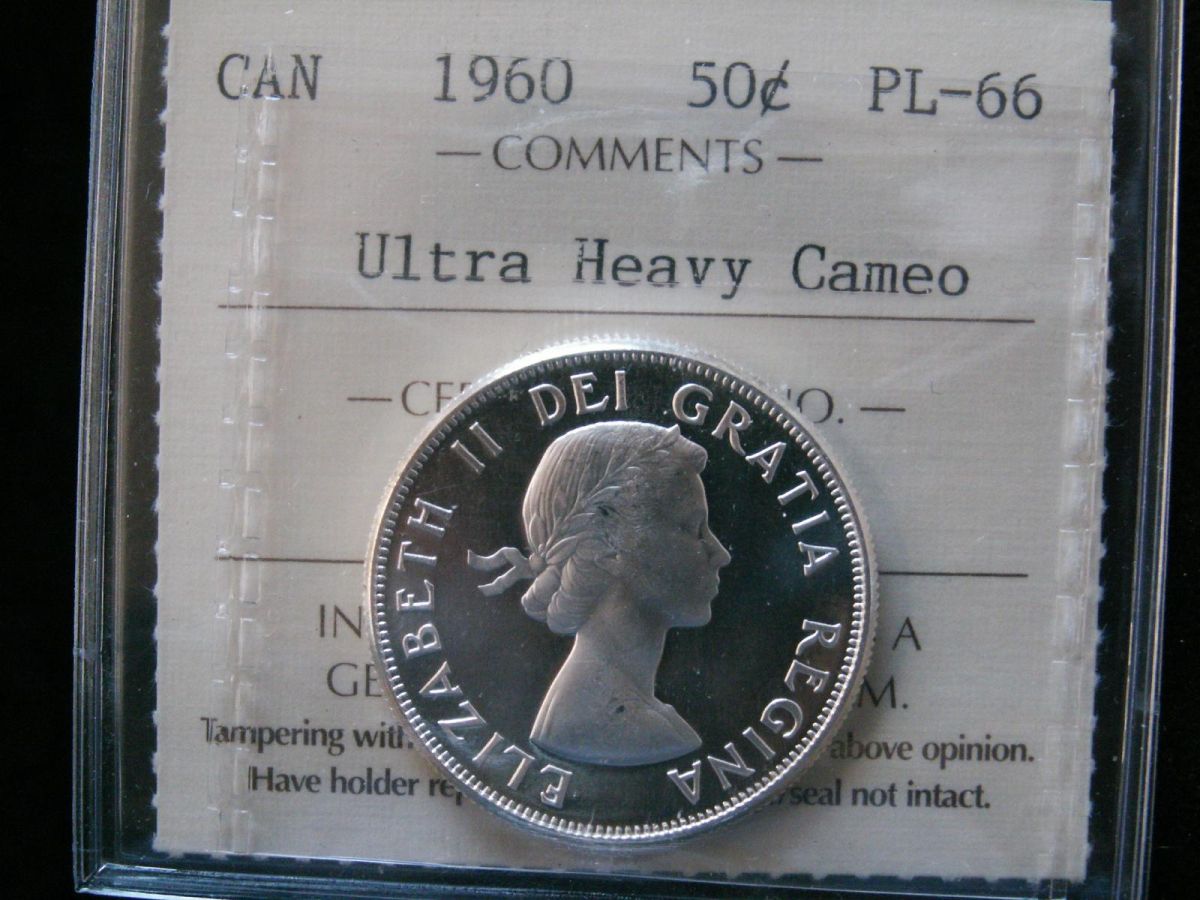 CAN 1960 50¢ PL-66
— COMMENTS —
Ultra Heavy Cameo
ELIZABETH II DEI GRATIA REGINA
A
M.
Tampering with above opinion.
Have holder seal not intact.